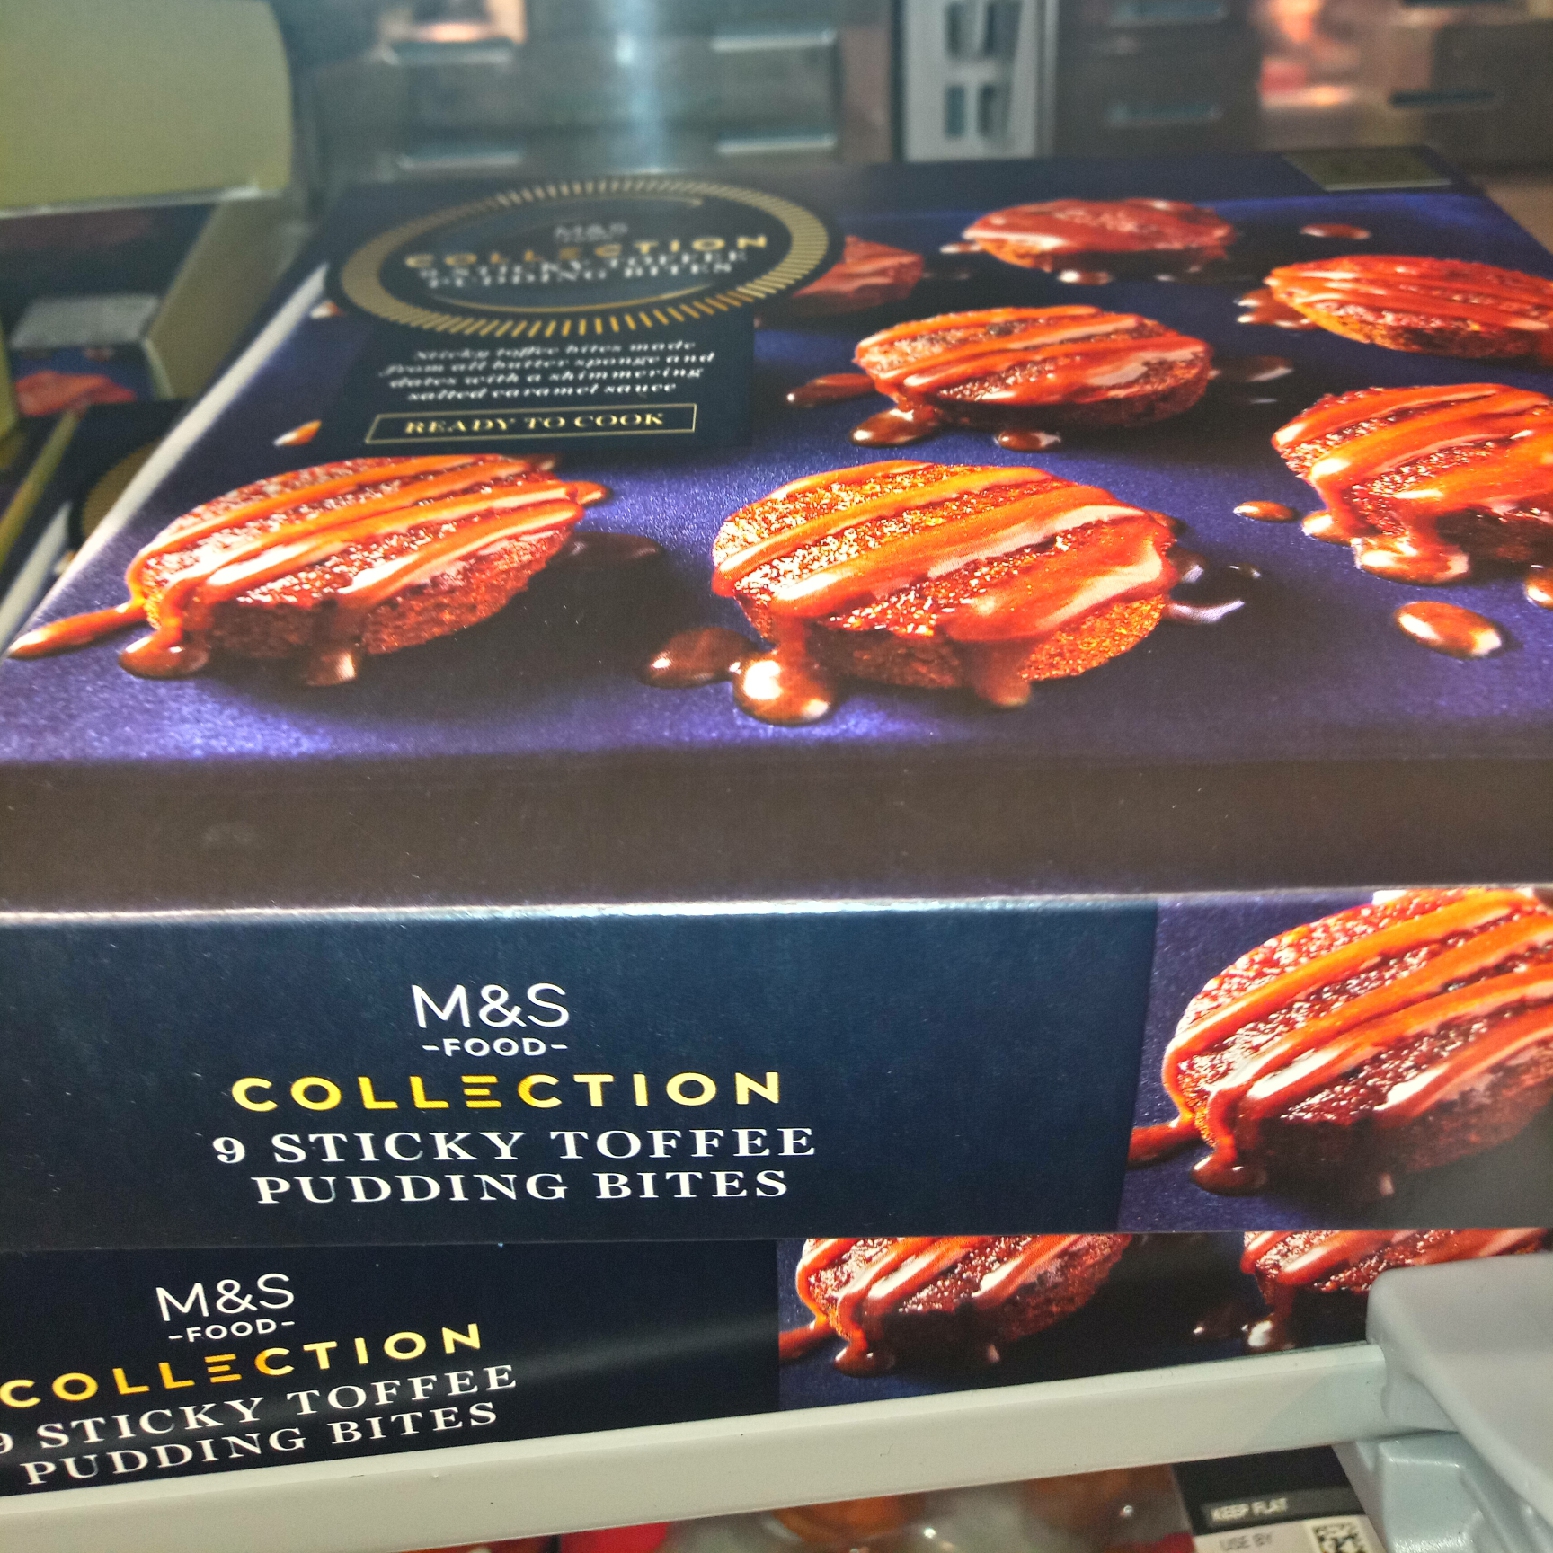 M&S
COLLECTION
9 STICKY TOFFEE
PUDDING BITES
Sticky toffee bites made
from all butter sponge and
dates with a shimmering
salted caramel sauce
READY TO COOK
M&S
-FOOD-
COLLECTION
9 STICKY TOFFEE
PUDDING BITES
M&S
-FOOD-
COLLECTION
9 STICKY TOFFEE
PUDDING BITES
KEEP FLAT
USE BY